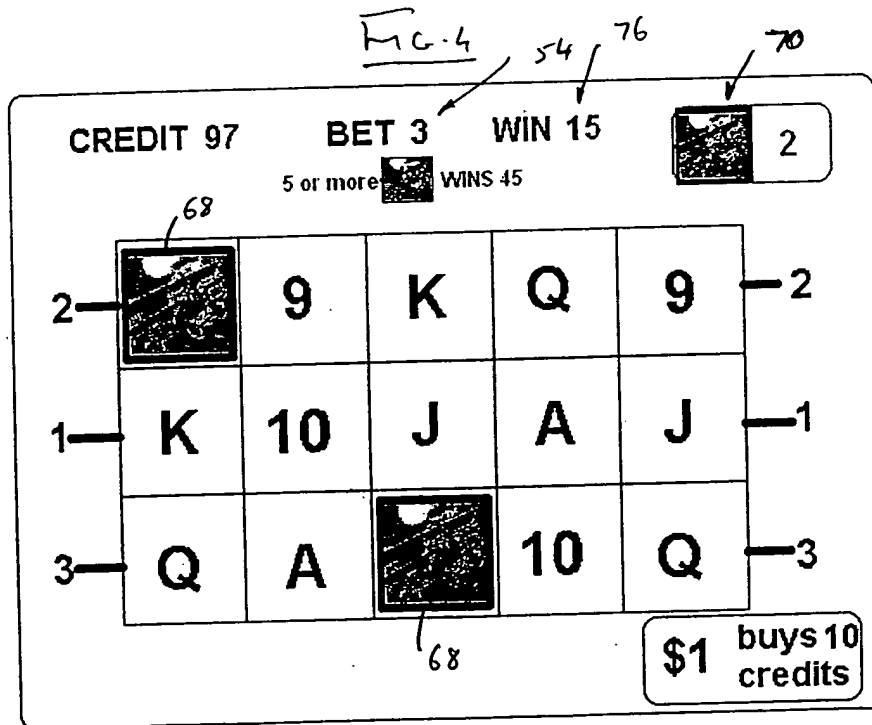 FIG. 4
54 76 70
CREDIT 97 BET 3 WIN 15 2
5 or more WINS 45
68
2 9 K Q 9 2
1 K 10 J A J 1
3 Q A 10 Q 3
68
$1 buys 10
credits